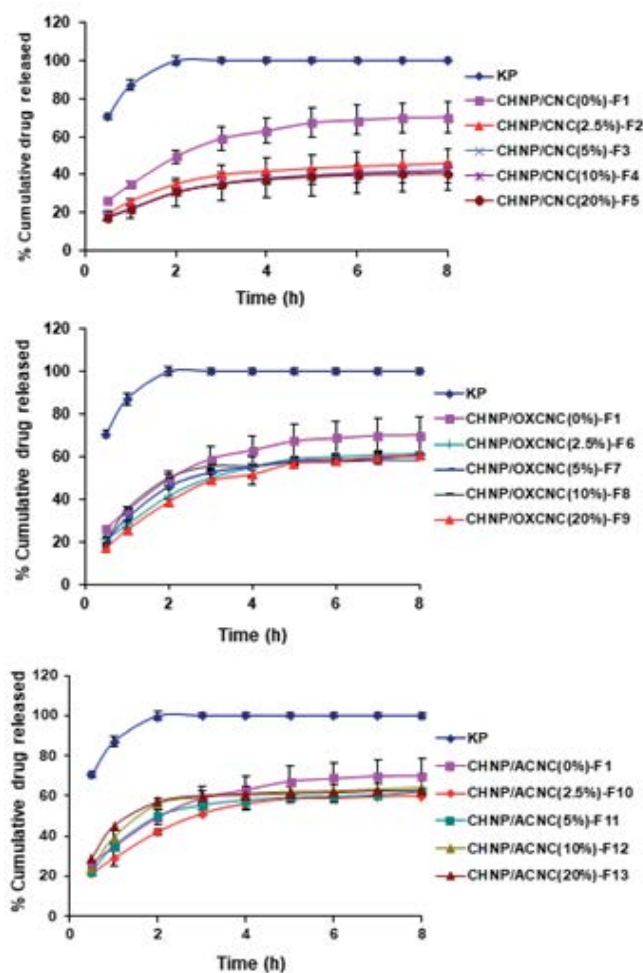 120
100
80
60
40
20
0
% Cumulative drug released
0 2 4 6 8
Time (h)
KP
CHNP/CNC(0%)-F1
CHNP/CNC(2.5%)-F2
CHNP/CNC(5%)-F3
CHNP/CNC(10%)-F4
CHNP/CNC(20%)-F5
120
100
80
60
40
20
0
% Cumulative drug released
0 2 4 6 8
Time (h)
KP
CHNP/OXCNC(0%)-F1
CHNP/OXCNC(2.5%)-F6
CHNP/OXCNC(5%)-F7
CHNP/OXCNC(10%)-F8
CHNP/OXCNC(20%)-F9
120
100
80
60
40
20
0
% Cumulative drug released
0 2 4 6 8
Time (h)
KP
CHNP/ACNC(0%)-F1
CHNP/ACNC(2.5%)-F10
CHNP/ACNC(5%)-F11
CHNP/ACNC(10%)-F12
CHNP/ACNC(20%)-F13